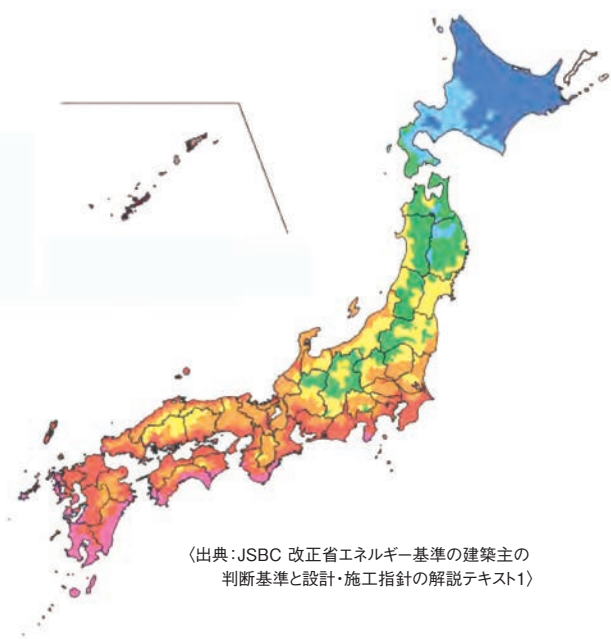 〈出典：JSBC 改正省エネルギー基準の建築主の
判断基準と設計・施工指針の解説テキスト1〉